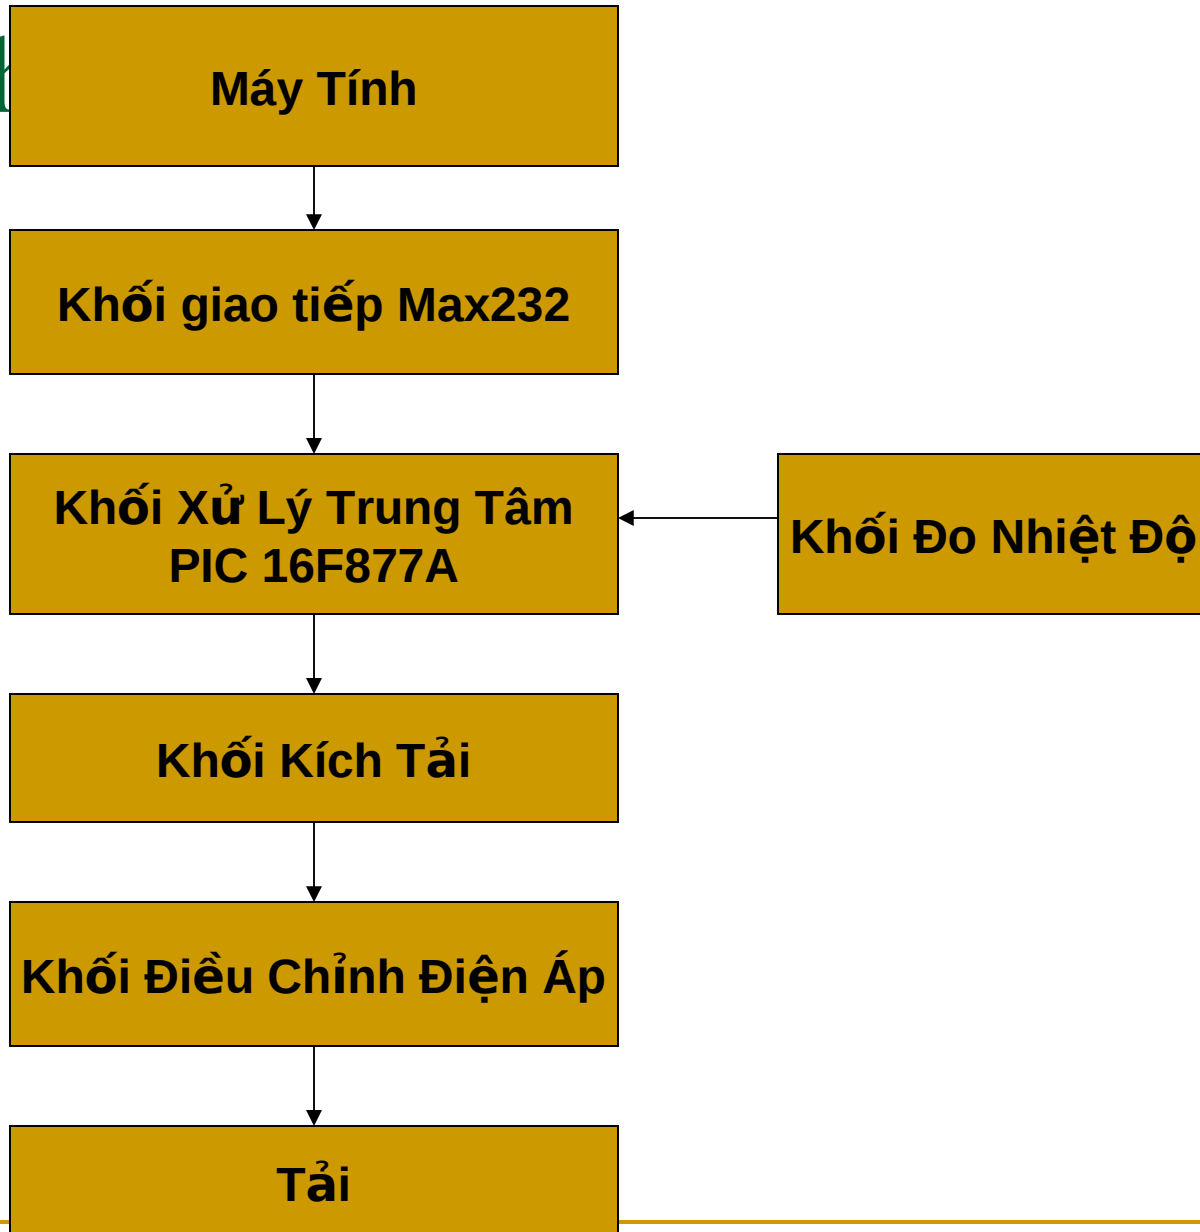 Máy Tính
Khối giao tiếp Max232
Khối Xử Lý Trung Tâm
PIC 16F877A
Khối Đo Nhiệt Độ
Khối Kích Tải
Khối Điều Chỉnh Điện Áp
Tải